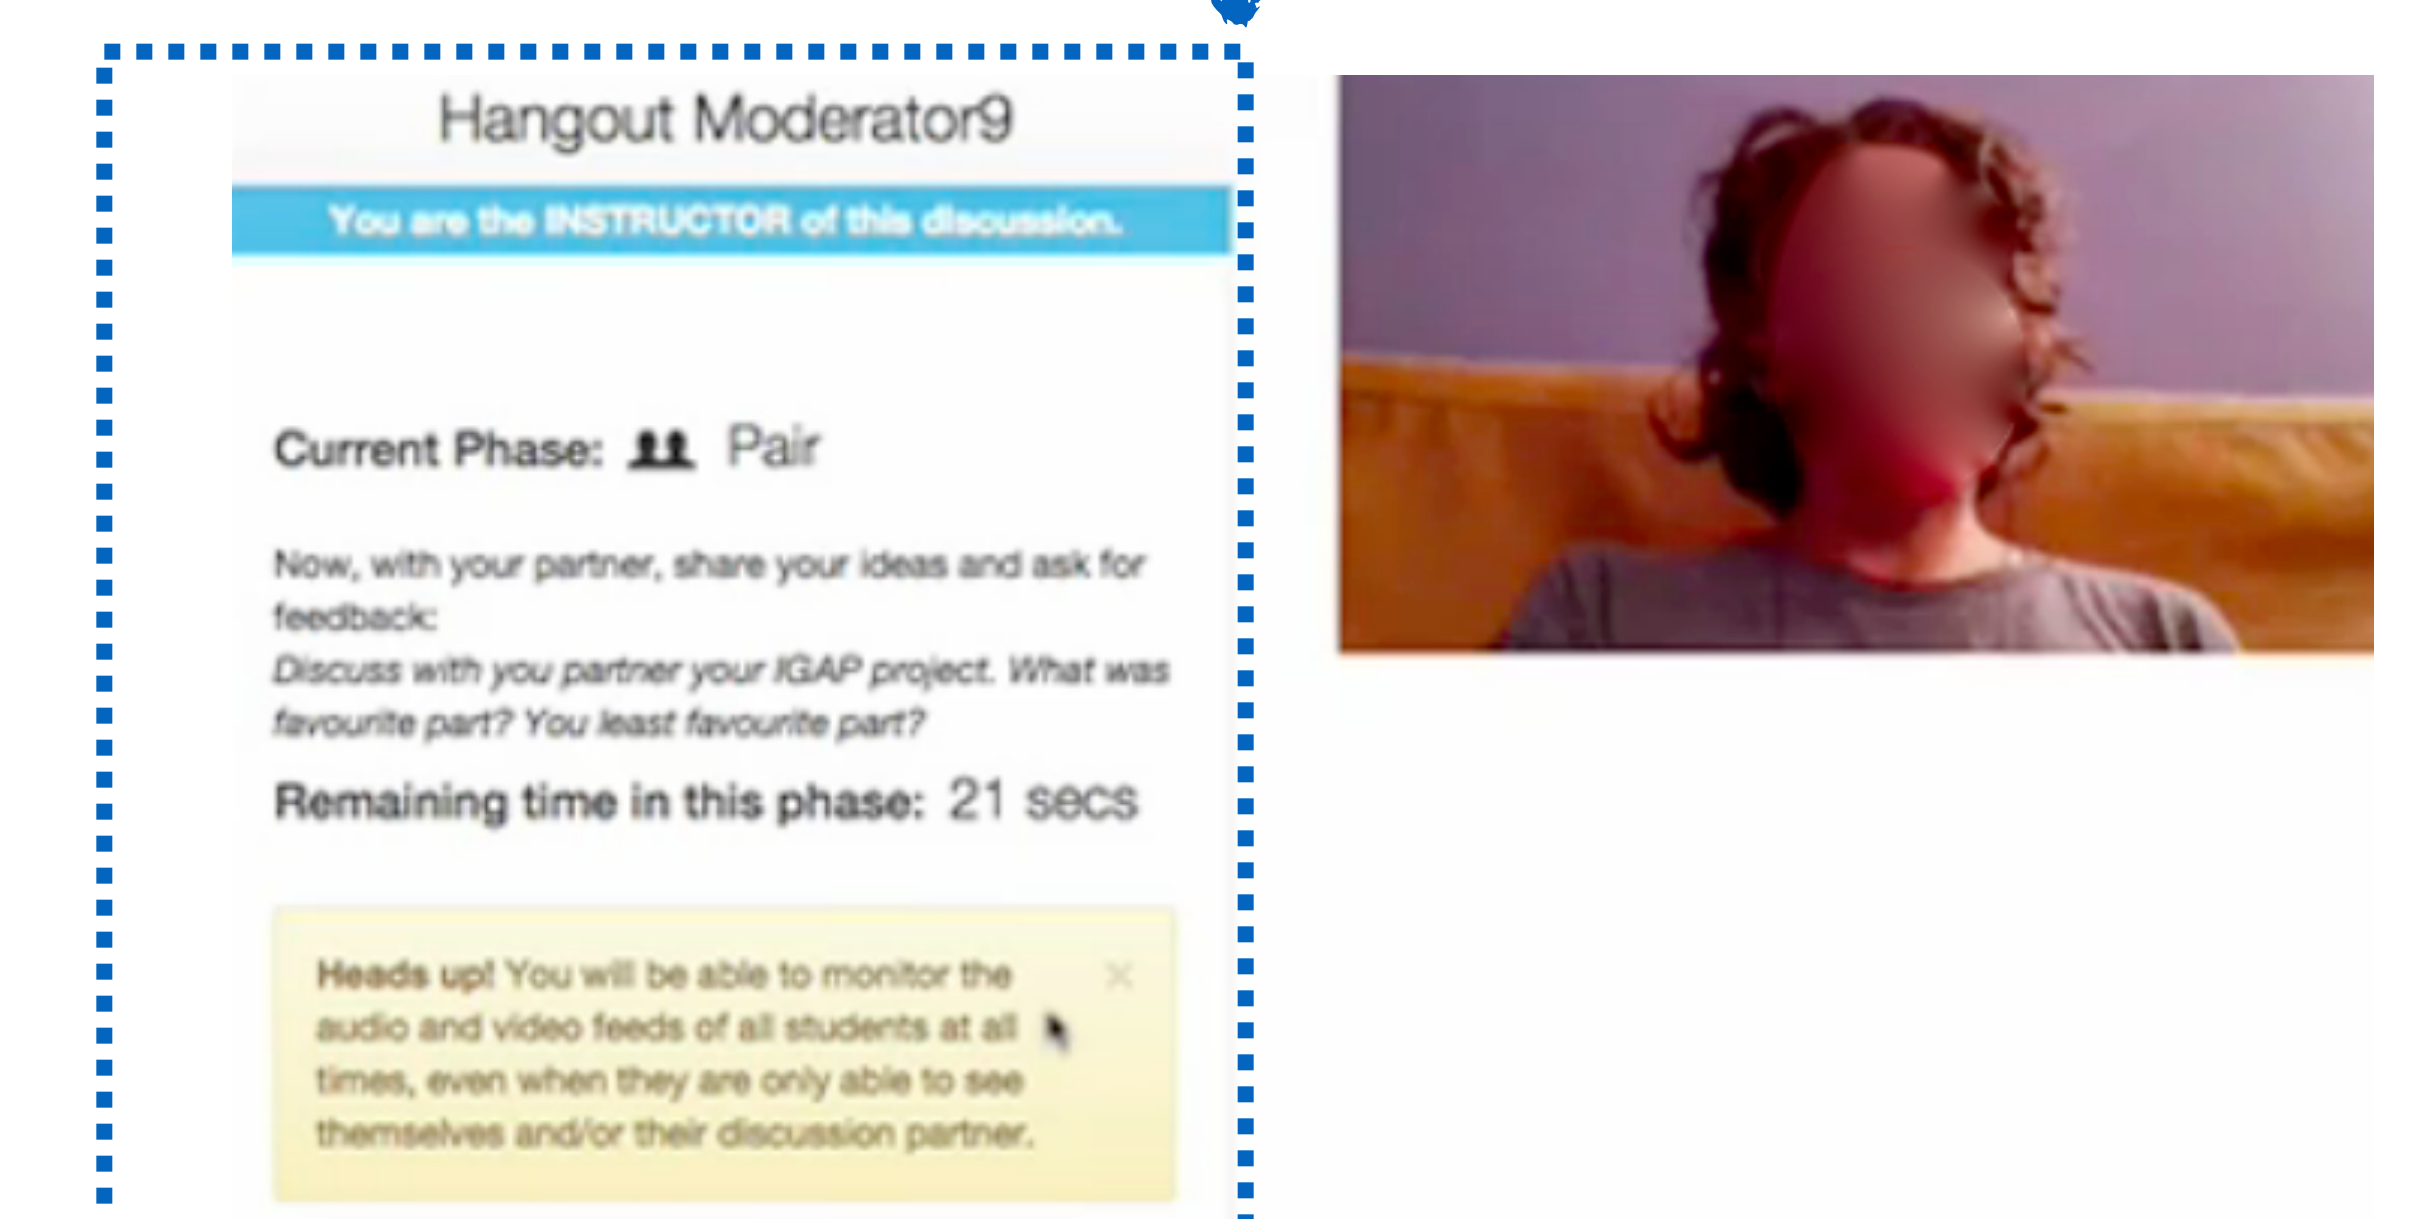 Hangout Moderator9
You are the INSTRUCTOR of this discussion.
Current Phase: Pair
Now, with your partner, share your ideas and ask for
feedback:
Discuss with you partner your IGAP project. What was
favourite part? You least favourite part?
Remaining time in this phase: 21 secs
Heads up! You will be able to monitor the
audio and video feeds of all students at all
times, even when they are only able to see
themselves and/or their discussion partner.